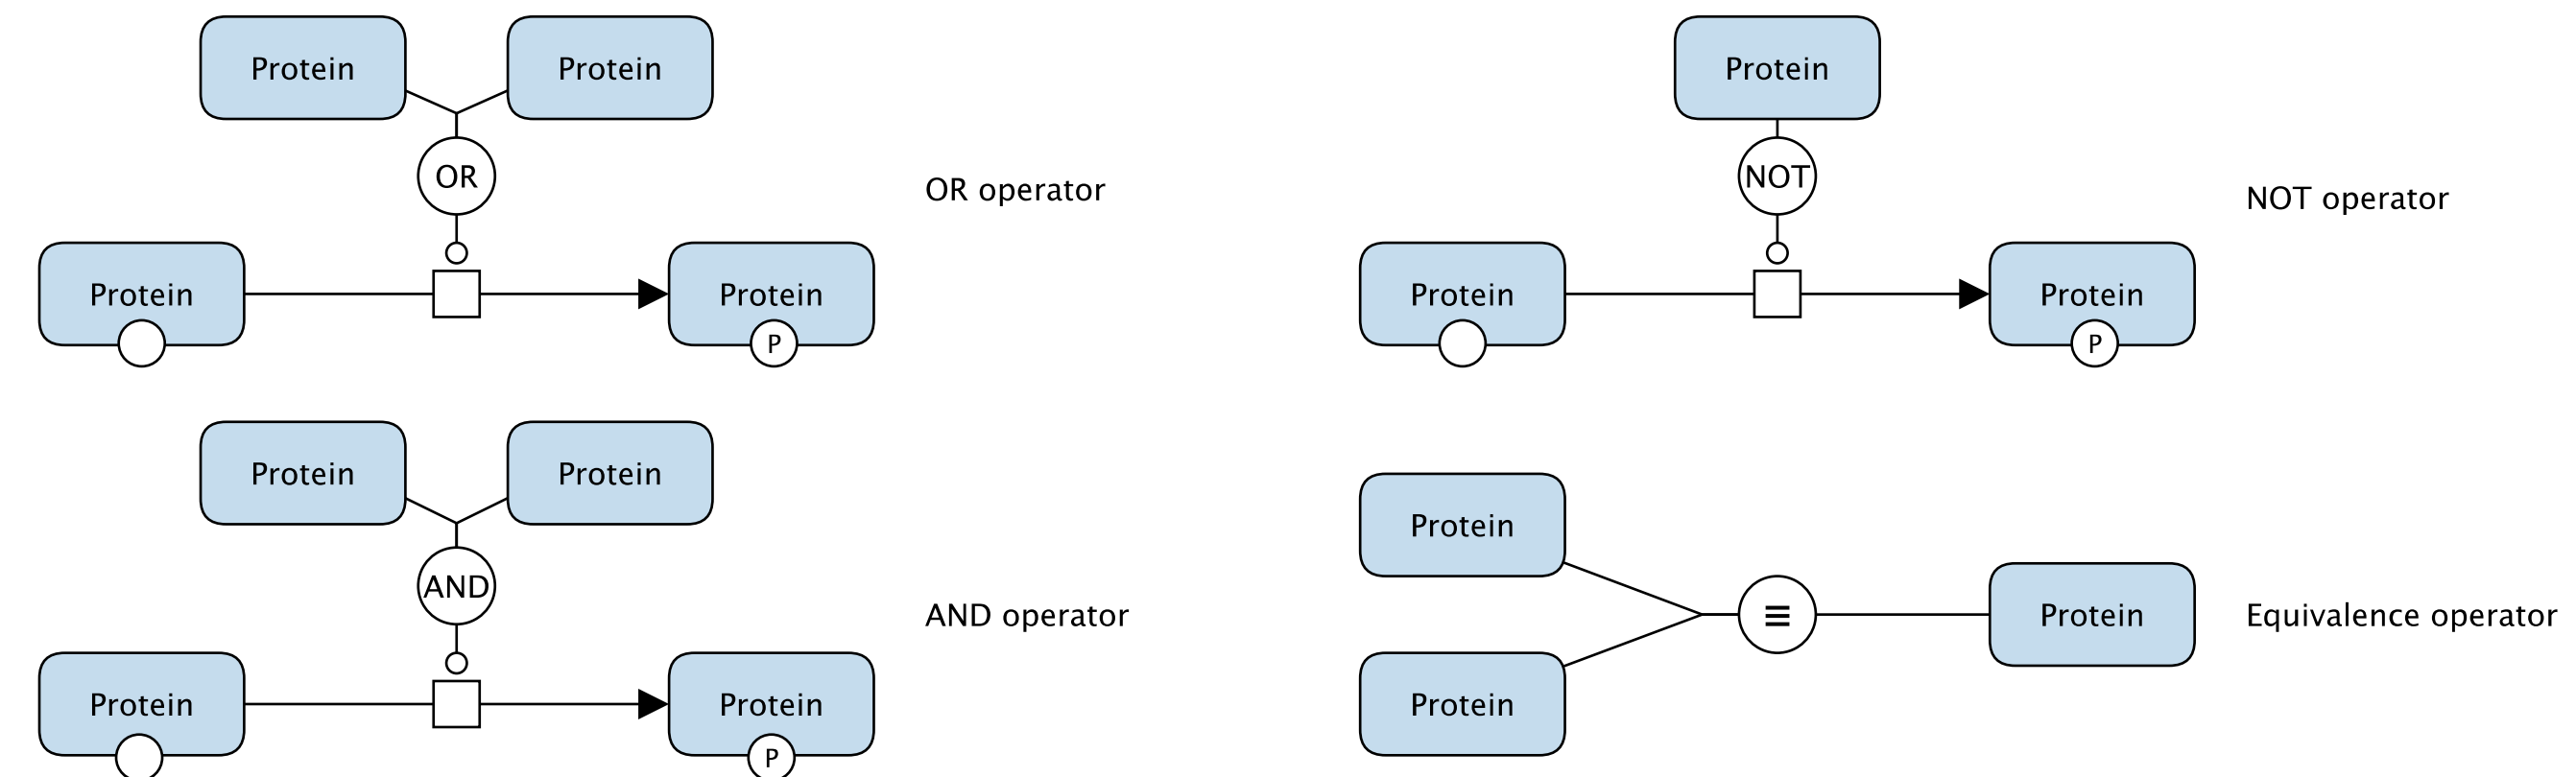 Protein
Protein
OR
OR operator
Protein
Protein
P
Protein
NOT
NOT operator
Protein
Protein
P
Protein
Protein
AND
AND operator
Protein
Protein
P
Protein
≡
Protein
Equivalence operator
Protein